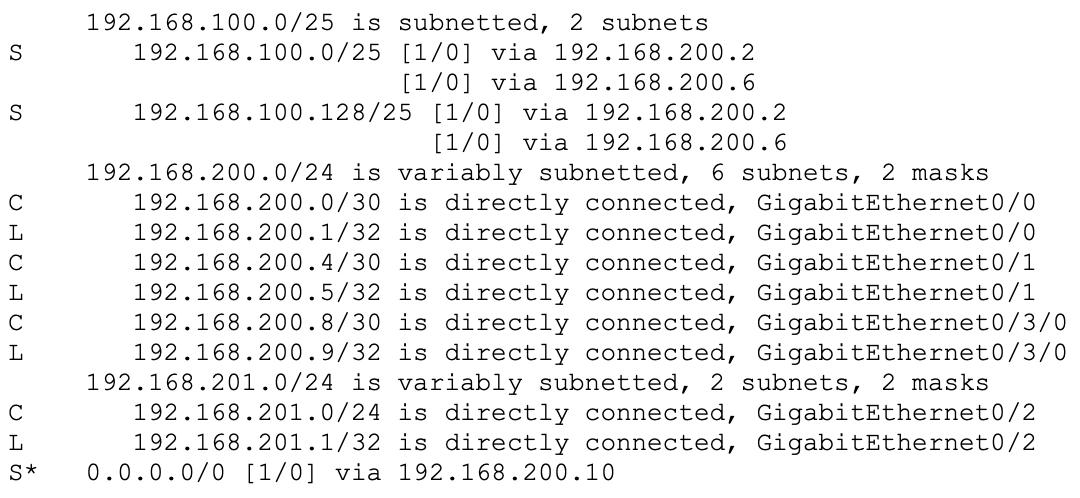 192.168.100.0/25 is subnetted, 2 subnets
S 192.168.100.0/25 [1/0] via 192.168.200.2
[1/0] via 192.168.200.6
S 192.168.100.128/25 [1/0] via 192.168.200.2
[1/0] via 192.168.200.6
192.168.200.0/24 is variably subnetted, 6 subnets, 2 masks
C 192.168.200.0/30 is directly connected, GigabitEthernet0/0
L 192.168.200.1/32 is directly connected, GigabitEthernet0/0
C 192.168.200.4/30 is directly connected, GigabitEthernet0/1
L 192.168.200.5/32 is directly connected, GigabitEthernet0/1
C 192.168.200.8/30 is directly connected, GigabitEthernet0/3/0
L 192.168.200.9/32 is directly connected, GigabitEthernet0/3/0
192.168.201.0/24 is variably subnetted, 2 subnets, 2 masks
C 192.168.201.0/24 is directly connected, GigabitEthernet0/2
L 192.168.201.1/32 is directly connected, GigabitEthernet0/2
S* 0.0.0.0/0 [1/0] via 192.168.200.10